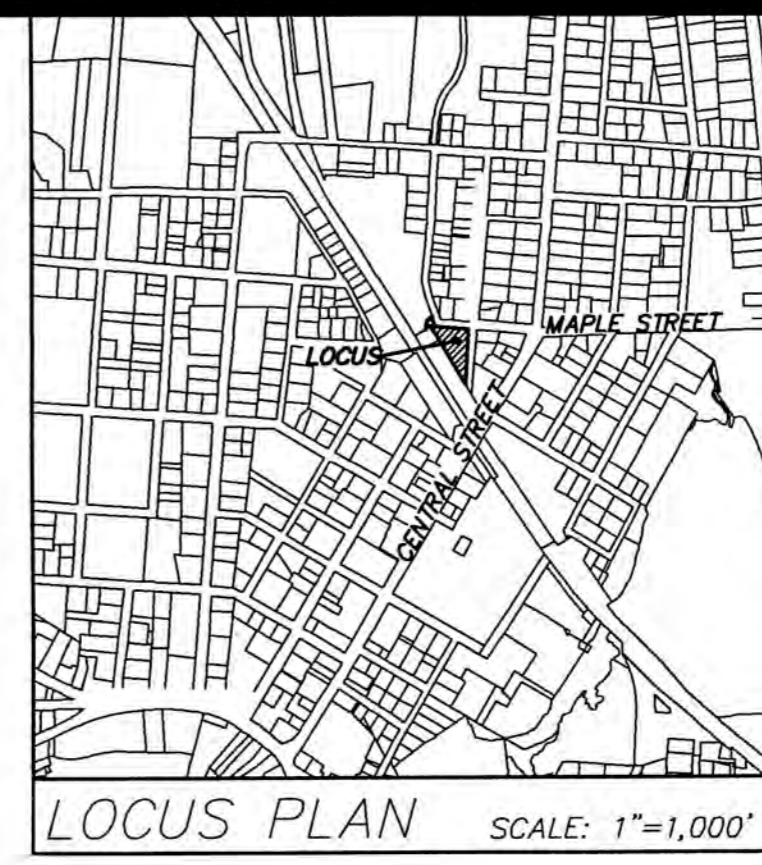 MAPLE STREET
LOCUS
CENTRAL STREET
LOCUS PLAN SCALE: 1"=1,000'